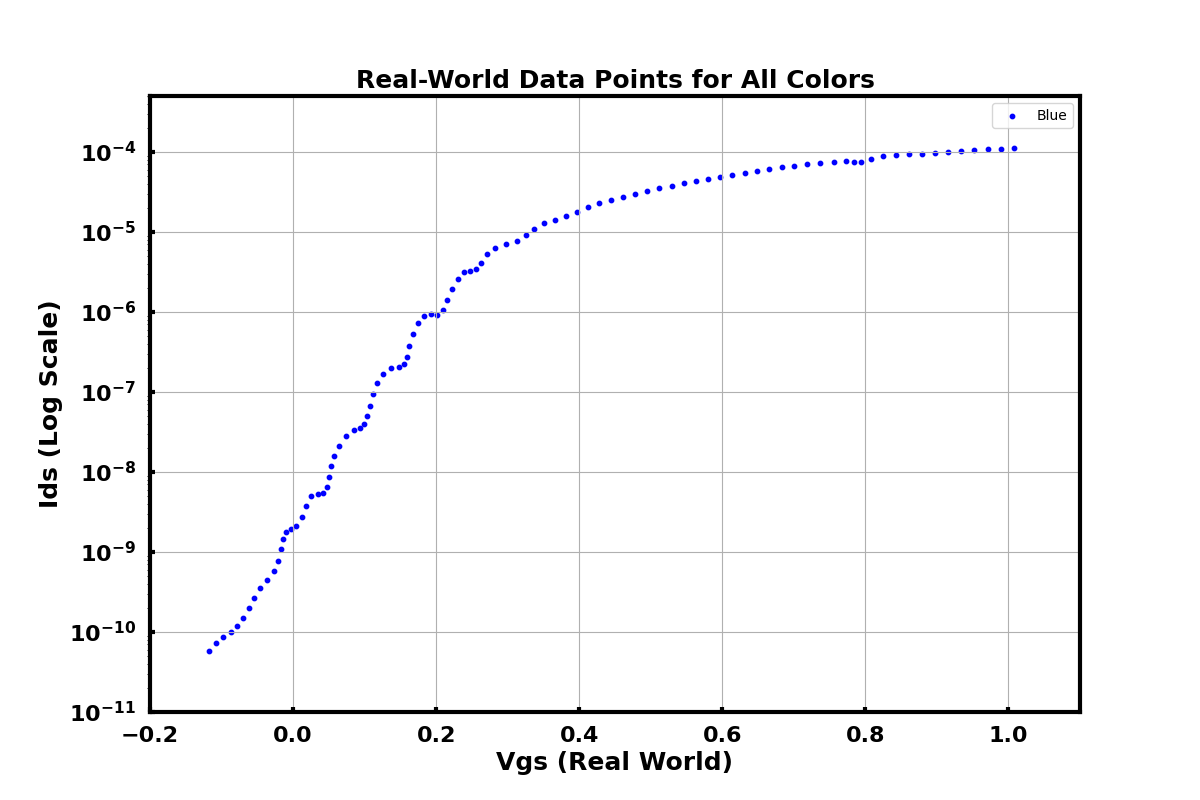 Real-World Data Points for All Colors
Blue
10⁻⁴
10⁻⁵
10⁻⁶
10⁻⁷
10⁻⁸
10⁻⁹
10⁻¹⁰
10⁻¹¹
Ids (Log Scale)
−0.2 0.0 0.2 0.4 0.6 0.8 1.0
Vgs (Real World)